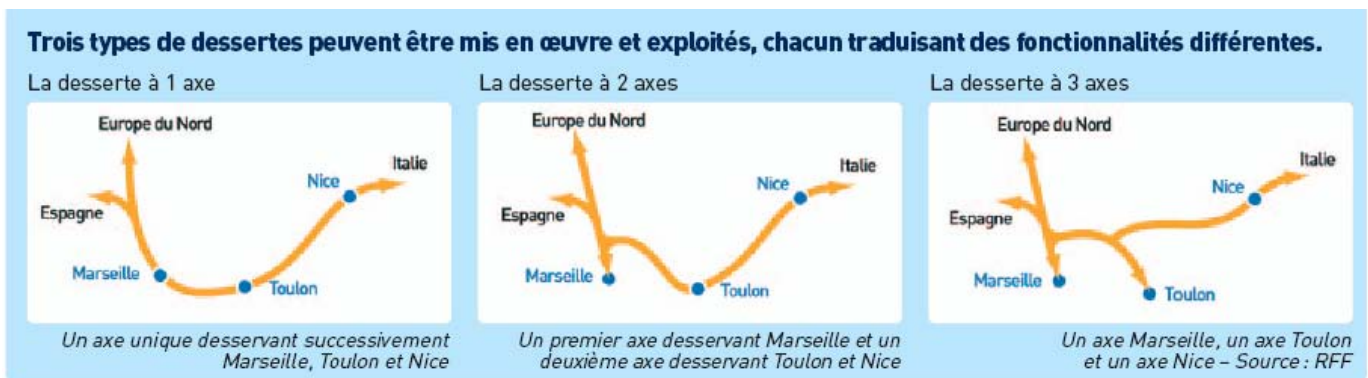 Trois types de dessertes peuvent être mis en œuvre et exploités, chacun traduisant des fonctionnalités différentes.
La desserte à 1 axe
Europe du Nord
Italie
Nice
Espagne
Marseille
Toulon
Un axe unique desservant successivement
Marseille, Toulon et Nice
La desserte à 2 axes
Europe du Nord
Italie
Nice
Espagne
Marseille
Toulon
Un premier axe desservant Marseille et un
deuxième axe desservant Toulon et Nice
La desserte à 3 axes
Europe du Nord
Italie
Nice
Espagne
Marseille
Toulon
Un axe Marseille, un axe Toulon
et un axe Nice – Source : RFF